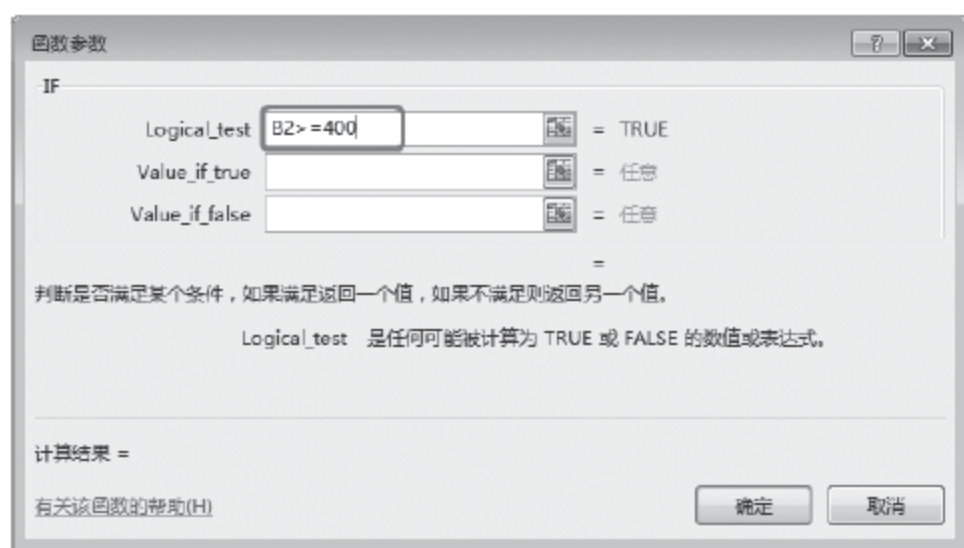 函数参数
IF
Logical_test B2>=400 = TRUE
Value_if_true = 任意
Value_if_false = 任意
=
判断是否满足某个条件，如果满足返回一个值，如果不满足则返回另一个值。
Logical_test 是任何可能被计算为 TRUE 或 FALSE 的数值或表达式。
计算结果 =
有关该函数的帮助(H)
确定 取消